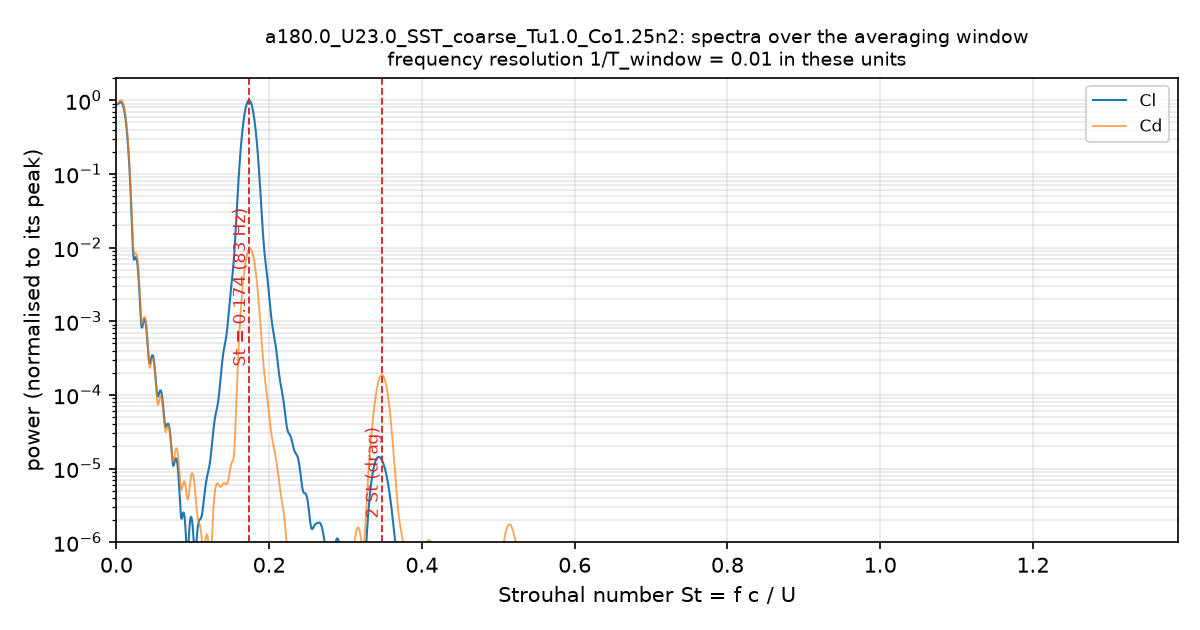 a180.0_U23.0_SST_coarse_Tu1.0_Co1.25n2: spectra over the averaging window
frequency resolution 1/T_window = 0.01 in these units
power (normalised to its peak)
10⁰
10⁻¹
10⁻²
10⁻³
10⁻⁴
10⁻⁵
10⁻⁶
St = 0.174 (83 Hz)
2 St (drag)
Cl
Cd
0.0 0.2 0.4 0.6 0.8 1.0 1.2
Strouhal number St = f c / U